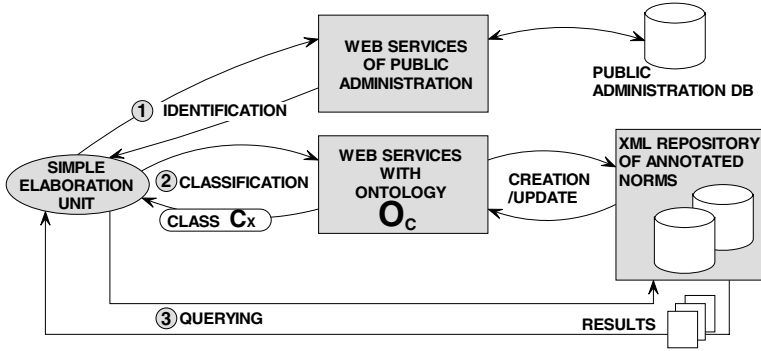 WEB SERVICES
OF PUBLIC
ADMINISTRATION
PUBLIC
ADMINISTRATION DB
1 IDENTIFICATION
SIMPLE
ELABORATION
UNIT
2 CLASSIFICATION
CLASS Cx
WEB SERVICES
WITH
ONTOLOGY
Oc
CREATION
/UPDATE
XML REPOSITORY
OF ANNOTATED
NORMS
3 QUERYING
RESULTS